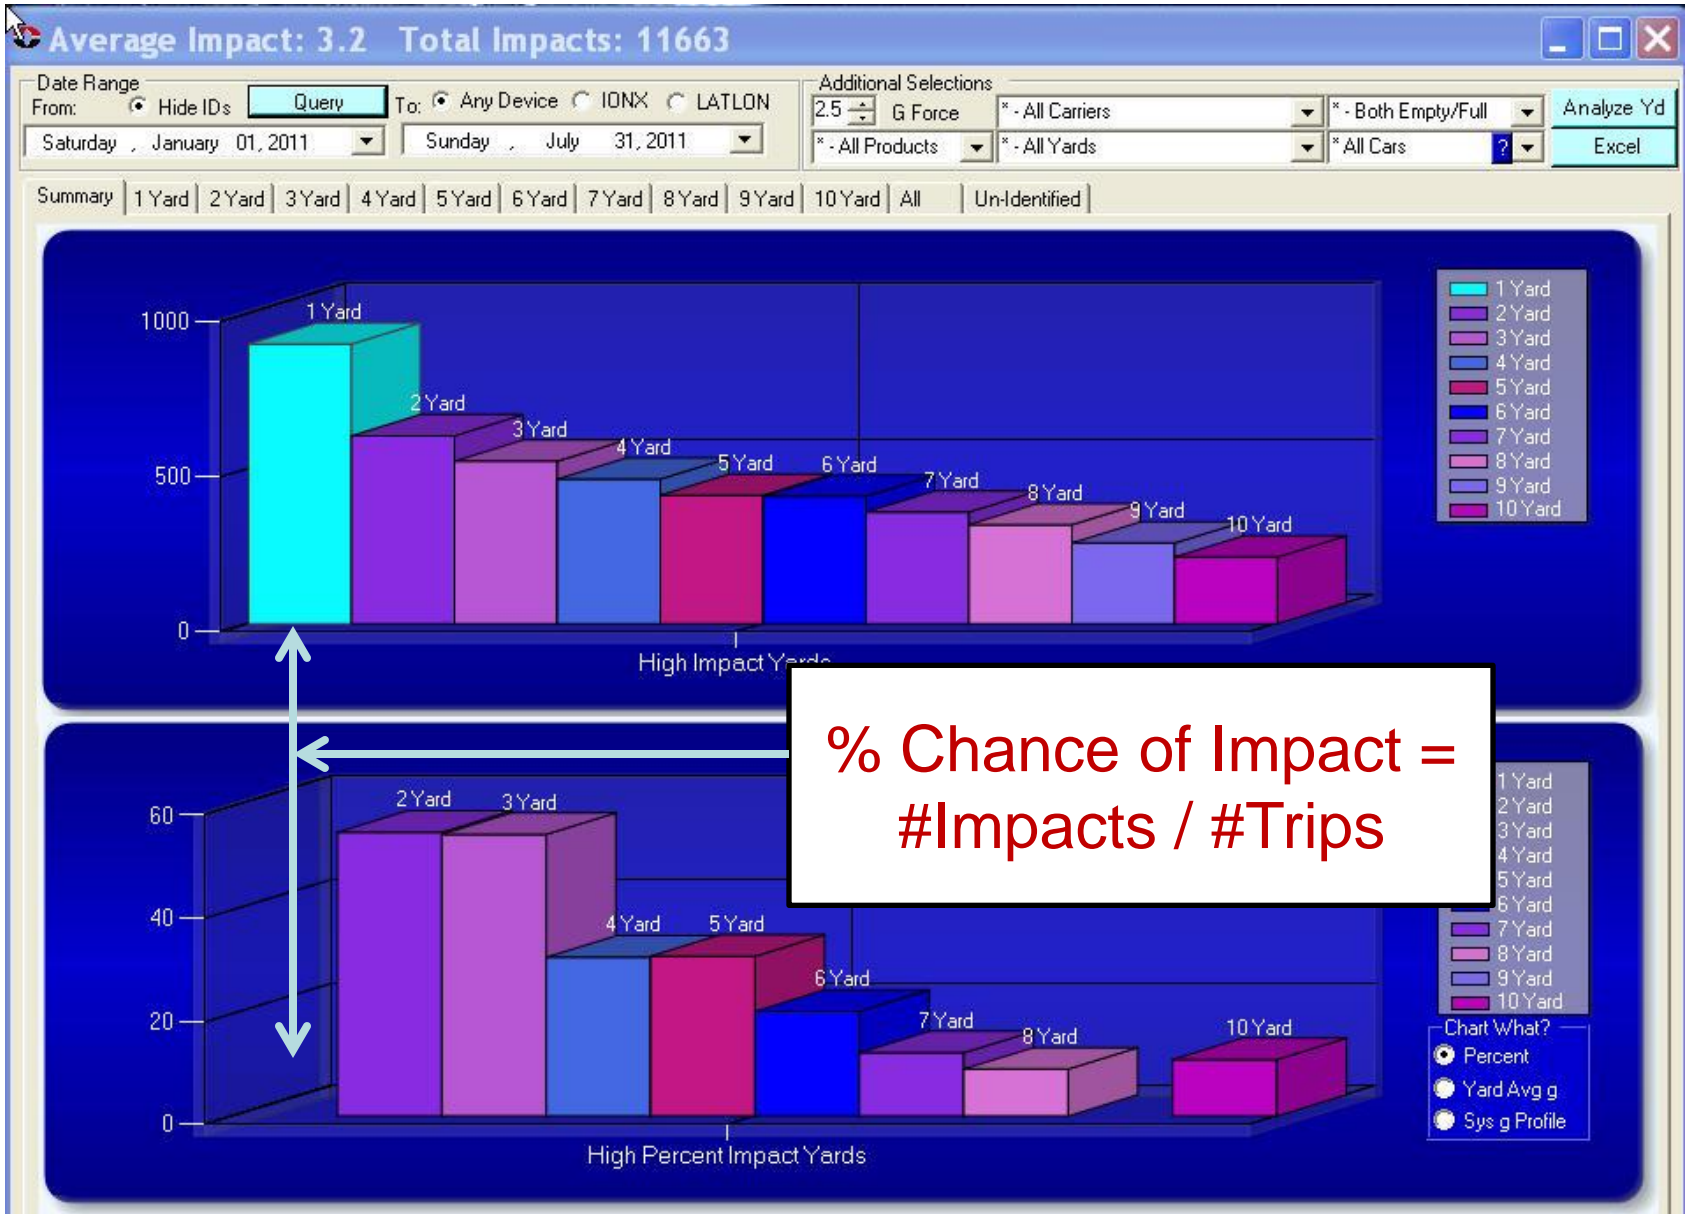 Average Impact: 3.2 Total Impacts: 11663
Date Range
From: Hide IDs Query To: Any Device IONX LATLON
Saturday , January 01, 2011 Sunday , July 31, 2011
Additional Selections
2.5 G Force * - All Carriers * - Both Empty/Full Analyze Yd
* - All Products * - All Yards * All Cars ? Excel
Summary 1 Yard 2 Yard 3 Yard 4 Yard 5 Yard 6 Yard 7 Yard 8 Yard 9 Yard 10 Yard All Un-Identified
1000
500
0
1 Yard
2 Yard
3 Yard
4 Yard
5 Yard
6 Yard
7 Yard
8 Yard
9 Yard
10 Yard
High Impact Yards
1 Yard
2 Yard
3 Yard
4 Yard
5 Yard
6 Yard
7 Yard
8 Yard
9 Yard
10 Yard
% Chance of Impact =
#Impacts / #Trips
60
40
20
0
2 Yard
3 Yard
4 Yard
5 Yard
6 Yard
7 Yard
8 Yard
10 Yard
High Percent Impact Yards
1 Yard
2 Yard
3 Yard
4 Yard
5 Yard
6 Yard
7 Yard
8 Yard
9 Yard
10 Yard
Chart What?
Percent
Yard Avg g
Sys g Profile